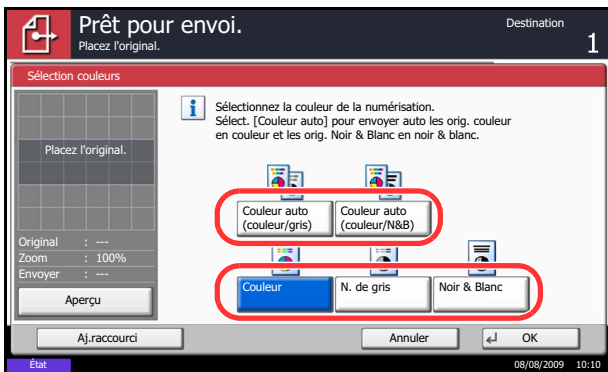 Prêt pour envoi.
Placez l'original.
Destination
1
Sélection couleurs
Placez l'original.
Original : ---
Zoom : 100%
Envoyer : ---
Aperçu
Sélectionnez la couleur de la numérisation.
Sélect. [Couleur auto] pour envoyer auto les orig. couleur
en couleur et les orig. Noir & Blanc en noir & blanc.
Couleur auto
(couleur/gris)
Couleur auto
(couleur/N&B)
Couleur
N. de gris
Noir & Blanc
Aj.raccourci
Annuler
OK
État
08/08/2009 10:10